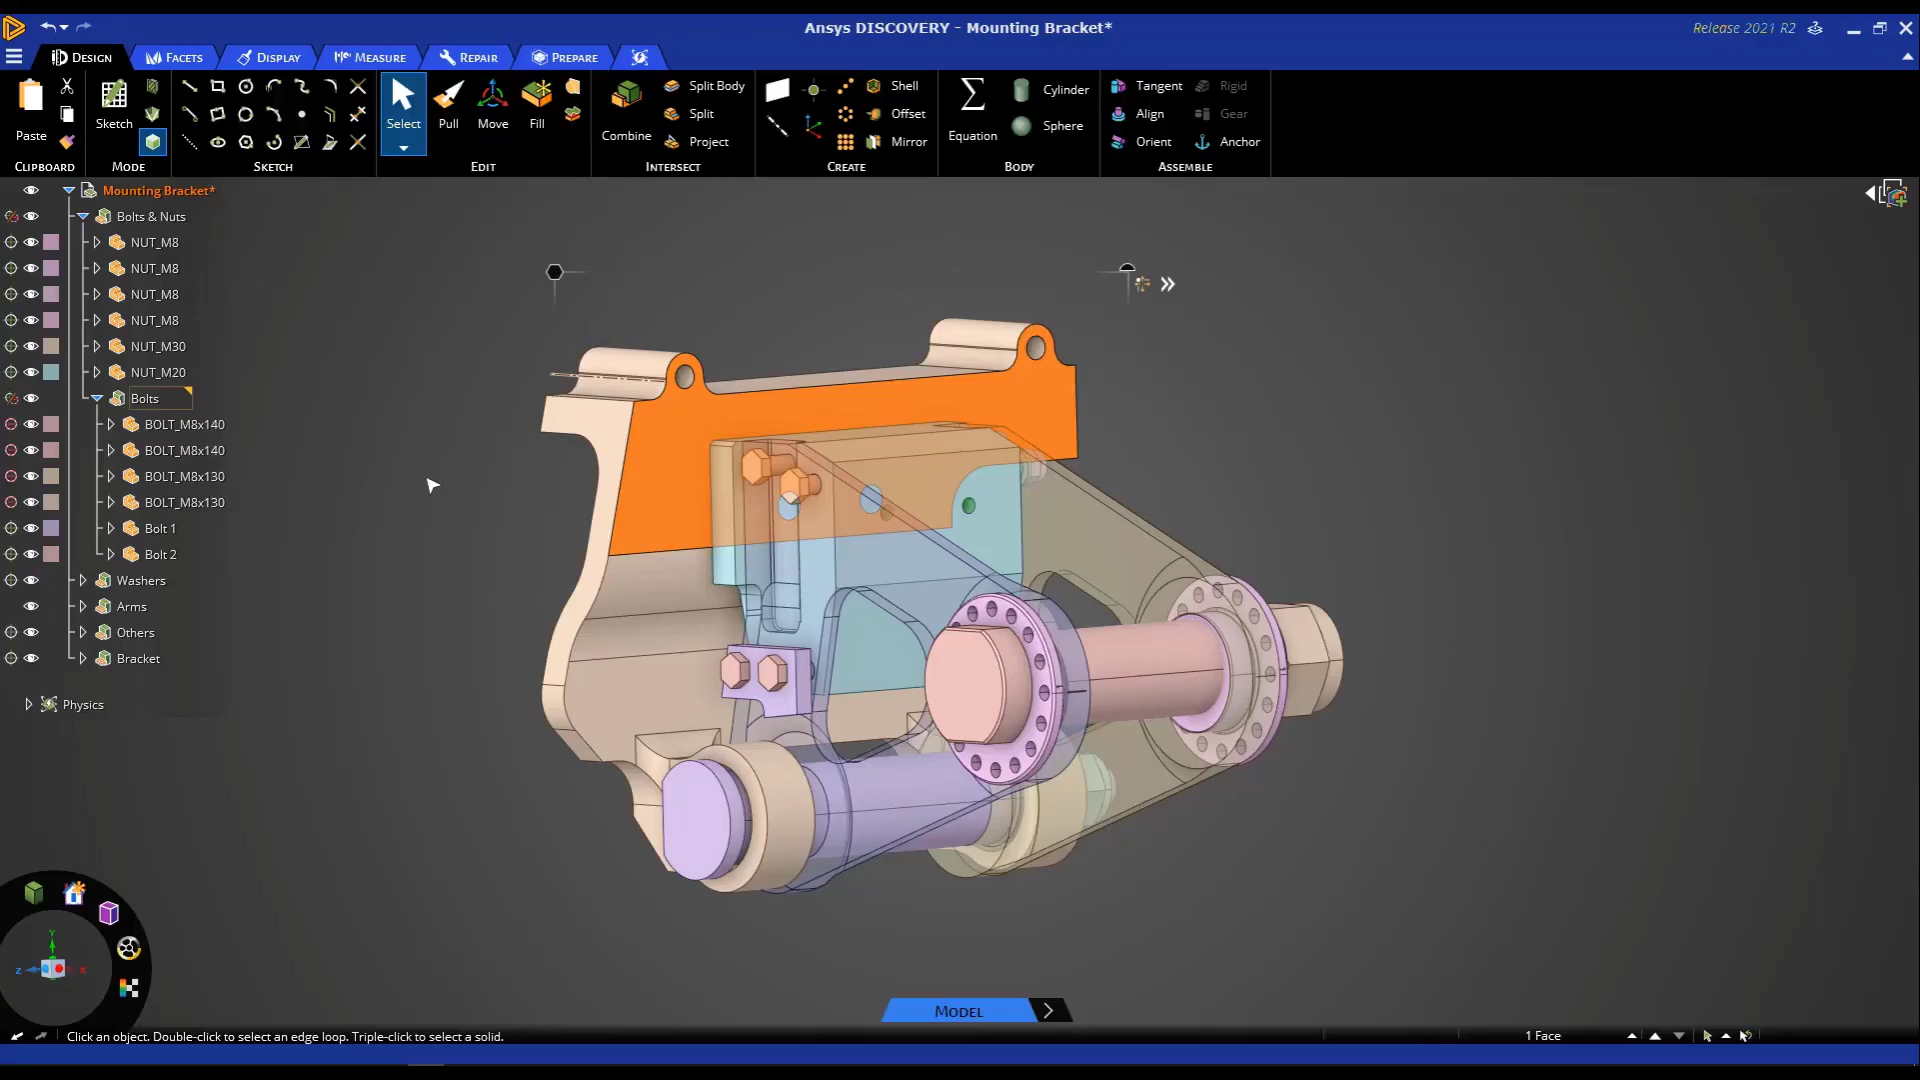 Ansys DISCOVERY - Mounting Bracket*
Release 2021 R2
DESIGN
FACETS
DISPLAY
MEASURE
REPAIR
PREPARE
Paste
Sketch
Select
Pull
Move
Fill
Combine
Split Body
Split
Project
Shell
Offset
Mirror
Equation
Cylinder
Sphere
Tangent
Align
Orient
Rigid
Gear
Anchor
CLIPBOARD
MODE
SKETCH
EDIT
INTERSECT
CREATE
BODY
ASSEMBLE
Mounting Bracket*
Bolts & Nuts
NUT_M8
NUT_M8
NUT_M8
NUT_M8
NUT_M30
NUT_M20
Bolts
BOLT_M8x140
BOLT_M8x140
BOLT_M8x130
BOLT_M8x130
Bolt 1
Bolt 2
Washers
Arms
Others
Bracket
Physics
Y
Z
X
MODEL
Click an object. Double-click to select an edge loop. Triple-click to select a solid.
1 Face